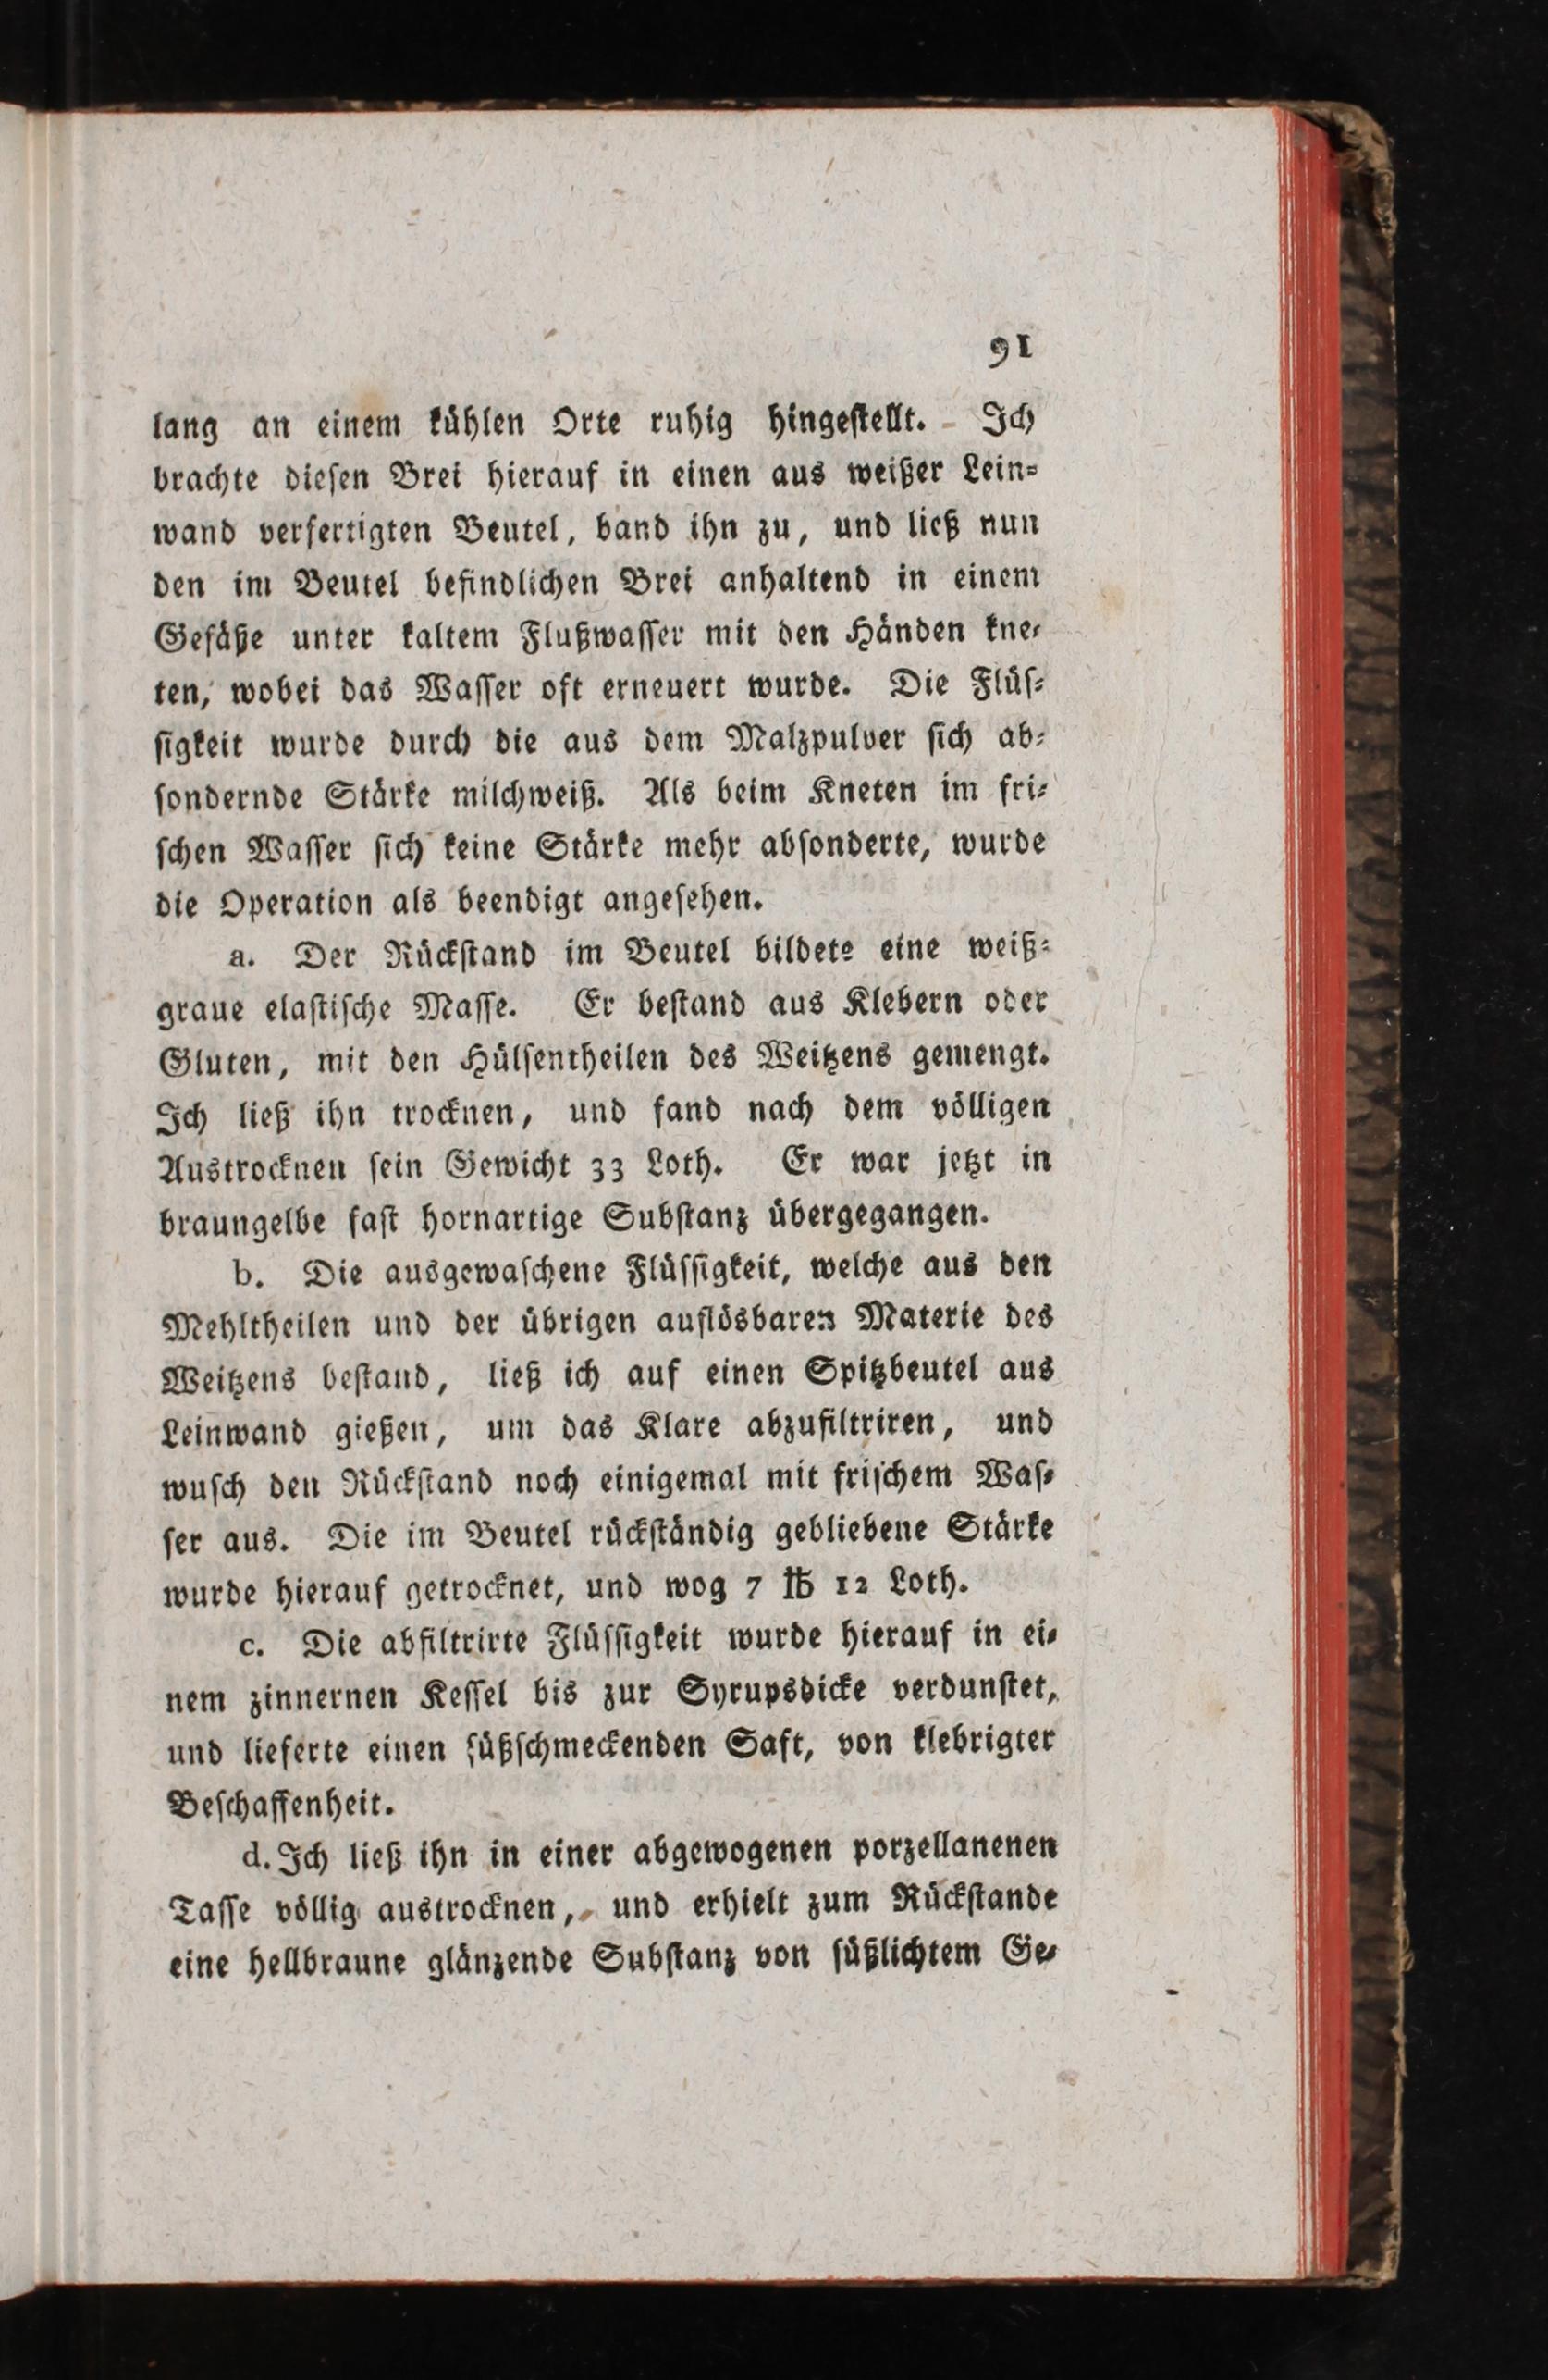 91
lang an einem kühlen Orte ruhig hingestellt. Ich
brachte diesen Brei hierauf in einen aus weißer Lein-
wand verfertigten Beutel, band ihn zu, und ließ nun
den im Beutel befindlichen Brei anhaltend in einem
Gefäße unter kaltem Flußwasser mit den Händen kne-
ten, wobei das Wasser oft erneuert wurde. Die Flüs-
sigkeit wurde durch die aus dem Malzpulver sich ab-
sondernde Stärke milchweiß. Als beim Kneten im fri-
schen Wasser sich keine Stärke mehr absonderte, wurde
die Operation als beendigt angesehen.
a. Der Rückstand im Beutel bildete eine weiß-
graue elastische Masse. Er bestand aus Klebern oder
Gluten, mit den Hülsentheilen des Weitzens gemengt.
Ich ließ ihn trocknen, und fand nach dem völligen
Austrocknen sein Gewicht 33 Loth. Er war jetzt in
braungelbe fast hornartige Substanz übergegangen.
b. Die ausgewaschene Flüssigkeit, welche aus den
Mehltheilen und der übrigen auflösbaren Materie des
Weitzens bestand, ließ ich auf einen Spitzbeutel aus
Leinwand gießen, um das Klare abzufiltriren, und
wusch den Rückstand noch einigemal mit frischem Was-
ser aus. Die im Beutel rückständig gebliebene Stärke
wurde hierauf getrocknet, und wog 7 ℔ 12 Loth.
c. Die abfiltrirte Flüssigkeit wurde hierauf in ei-
nem zinnernen Kessel bis zur Syrupsdicke verdunstet,
und lieferte einen süßschmeckenden Saft, von klebrigter
Beschaffenheit.
d. Ich ließ ihn in einer abgewogenen porzellanenen
Tasse völlig austrocknen, und erhielt zum Rückstande
eine hellbraune glänzende Substanz von süßlichtem Ge-